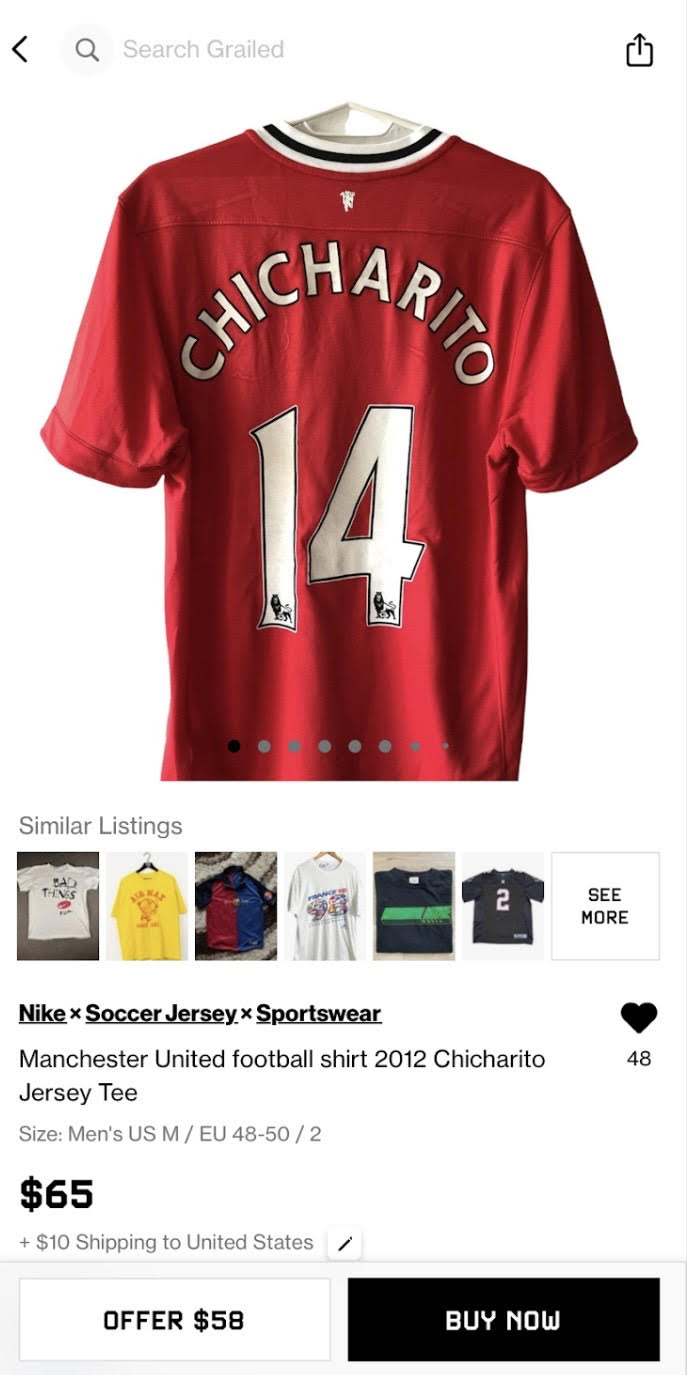 Search Grailed
CHICHARITO
14
Similar Listings
BAD
THINGS
AIR MAX
FRANCE 98
2
SEE
MORE
Nike × Soccer Jersey × Sportswear
Manchester United football shirt 2012 Chicharito
Jersey Tee
48
Size: Men's US M / EU 48-50 / 2
$65
+ $10 Shipping to United States
OFFER $58
BUY NOW